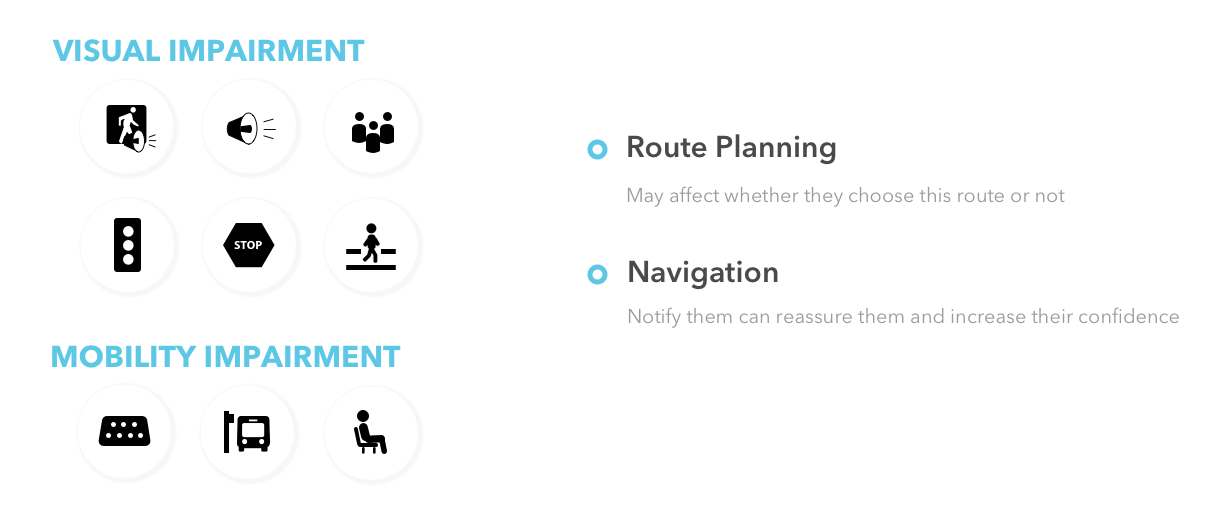 VISUAL IMPAIRMENT
STOP
MOBILITY IMPAIRMENT
Route Planning
May affect whether they choose this route or not
Navigation
Notify them can reassure them and increase their confidence